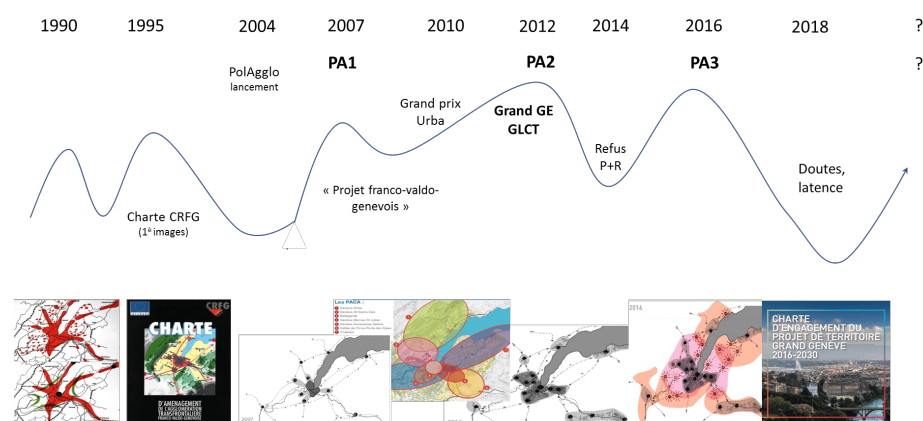 1990 1995 2004 2007 2010 2012 2014 2016 2018 ?
PA1 PA2 PA3 ?
PolAgglo
lancement
Grand prix
Urba
Grand GE
GLCT
Refus
P+R
Doutes,
latence
« Projet franco-valdo-
genevois »
Charte CRFG
(1è images)
CRFG
CHARTE
D'AMENAGEMENT
DE L'AGGLOMERATION
TRANSFRONTALIERE
FRANCO-VALDO-GENEVOISE
2007
Les PACA :
2016
CHARTE
D'ENGAGEMENT DU
PROJET DE TERRITOIRE
GRAND GENÈVE
2016-2030